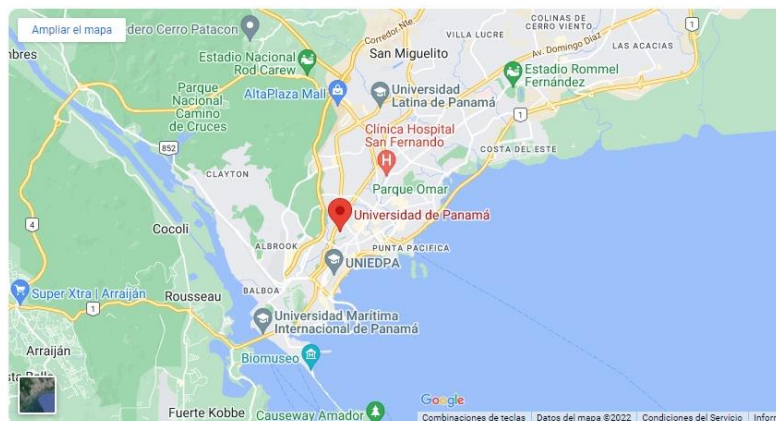 Ampliar el mapa
dero Cerro Patacon
Corredor Nte
VILLA LUCRE
COLINAS DE
CERRO VIENTO
1
Estadio Nacional
Rod Carew
San Miguelito
Av. Domingo Díaz
LAS ACACIAS
Estadio Rommel
Fernández
AltaPlaza Mall
Universidad
Latina de Panamá
Parque
Nacional
Camino
de Cruces
1
Clínica Hospital
San Fernando
H
852
COSTA DEL ESTE
CLAYTON
Parque Omar
Universidad de Panamá
4
Cocoli
ALBROOK
PUNTA PACIFICA
UNIEDPA
BALBOA
Super Xtra | Arraiján
Rousseau
1
Universidad Marítima
Internacional de Panamá
Arraiján
Biomuseo
Fuerte Kobbe
Causeway Amador
Google
Combinaciones de teclas
Datos del mapa ©2022
Condiciones del Servicio
Infor